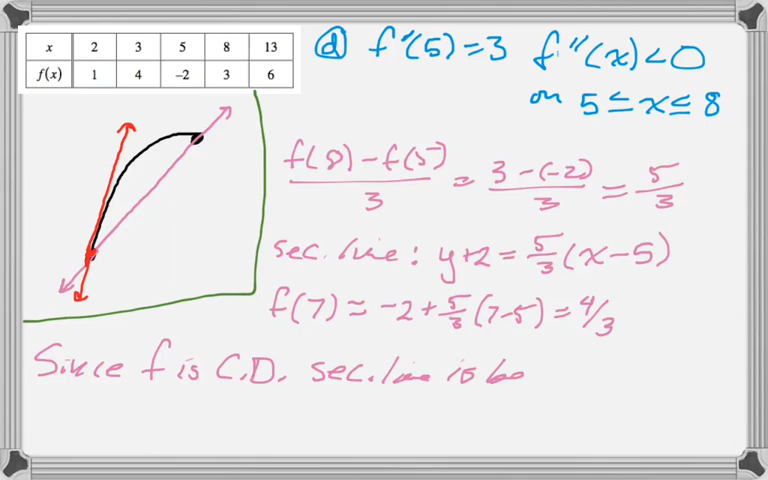 x 2 3 5 8 13
f(x) 1 4 −2 3 6
(d) f'(5)=3 f''(x)<0
on 5≤x≤8
f(8)−f(5)/3 = 3−(−2)/3 = 5/3
sec. line: y+2=5/3(x−5)
f(7)≈−2+5/3(7−5)=4/3
Since f is C.D. sec. line is be